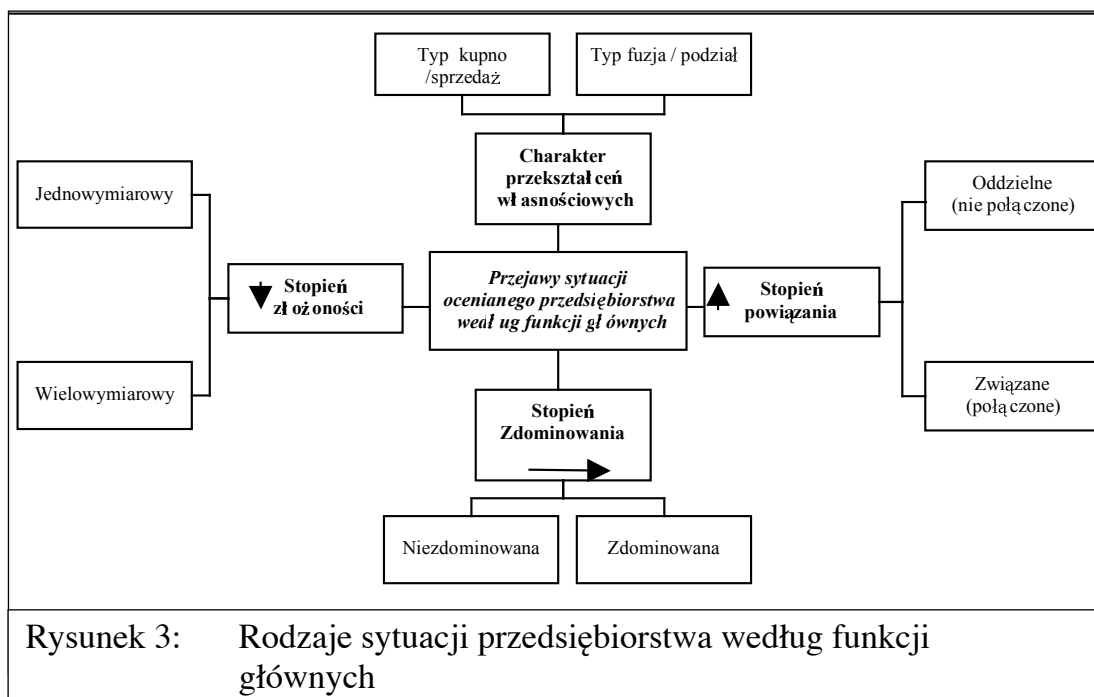 Typ kupno
/sprzedaż
Typ fuzja / podział
Charakter
przekształceń
własnościowych
Jednowymiarowy
Oddzielne
(nie połączone)
Stopień
złożoności
Przejawy sytuacji
ocenianego przedsiębiorstwa
według funkcji głównych
Stopień
powiązania
Wielowymiarowy
Stopień
Zdominowania
Związane
(połączone)
Niezdominowana
Zdominowana
Rysunek 3: Rodzaje sytuacji przedsiębiorstwa według funkcji
głównych